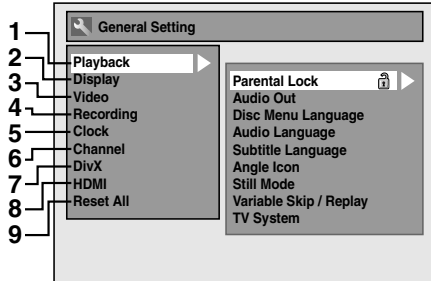 General Setting
1 Playback
2 Display
3 Video
4 Recording
5 Clock
6 Channel
7 DivX
8 HDMI
9 Reset All
Parental Lock
Audio Out
Disc Menu Language
Audio Language
Subtitle Language
Angle Icon
Still Mode
Variable Skip / Replay
TV System